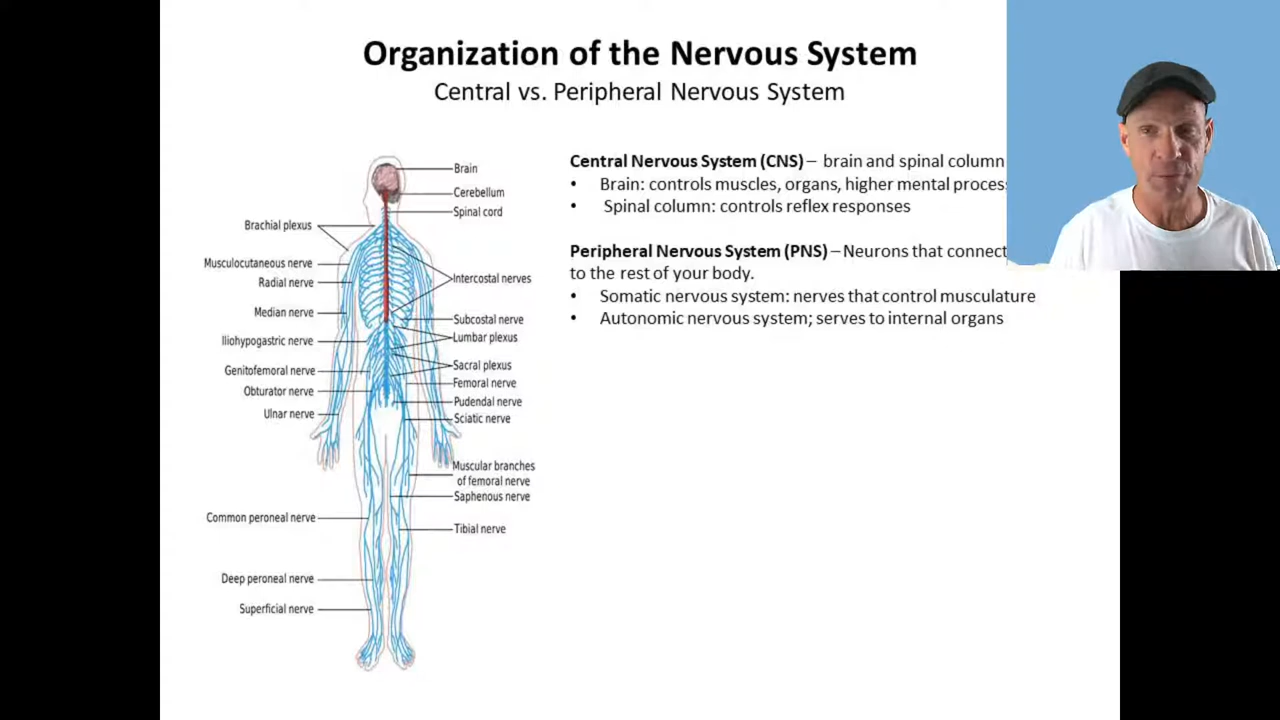 Organization of the Nervous System
Central vs. Peripheral Nervous System
Central Nervous System (CNS) – brain and spinal column
• Brain: controls muscles, organs, higher mental
• Spinal column: controls reflex responses
Peripheral Nervous System (PNS) – Neurons that connect
to the rest of your body.
• Somatic nervous system: nerves that control musculature
• Autonomic nervous system; serves to internal organs
Brain
Cerebellum
Spinal cord
Brachial plexus
Musculocutaneous nerve
Radial nerve
Intercostal nerves
Median nerve
Subcostal nerve
Iliohypogastric nerve
Lumbar plexus
Genitofemoral nerve
Sacral plexus
Obturator nerve
Femoral nerve
Ulnar nerve
Pudendal nerve
Sciatic nerve
Muscular branches
of femoral nerve
Saphenous nerve
Common peroneal nerve
Tibial nerve
Deep peroneal nerve
Superficial nerve